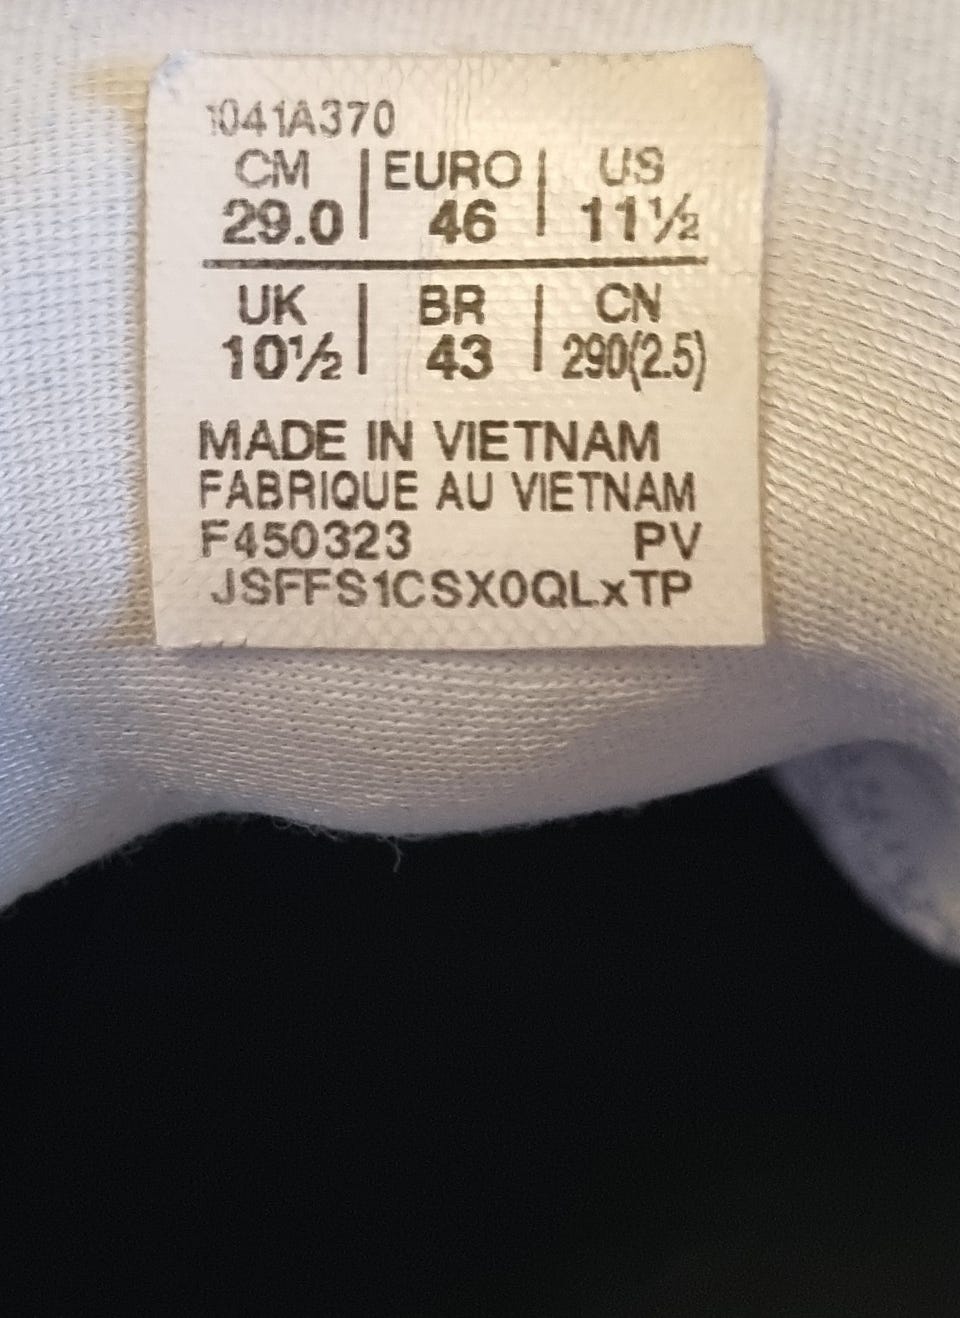 1041A370
CM | EURO | US
29.0 | 46 | 11½
UK | BR | CN
10½ | 43 | 290(2.5)
MADE IN VIETNAM
FABRIQUE AU VIETNAM
F450323 PV
JSFFS1CSX0QLxTP